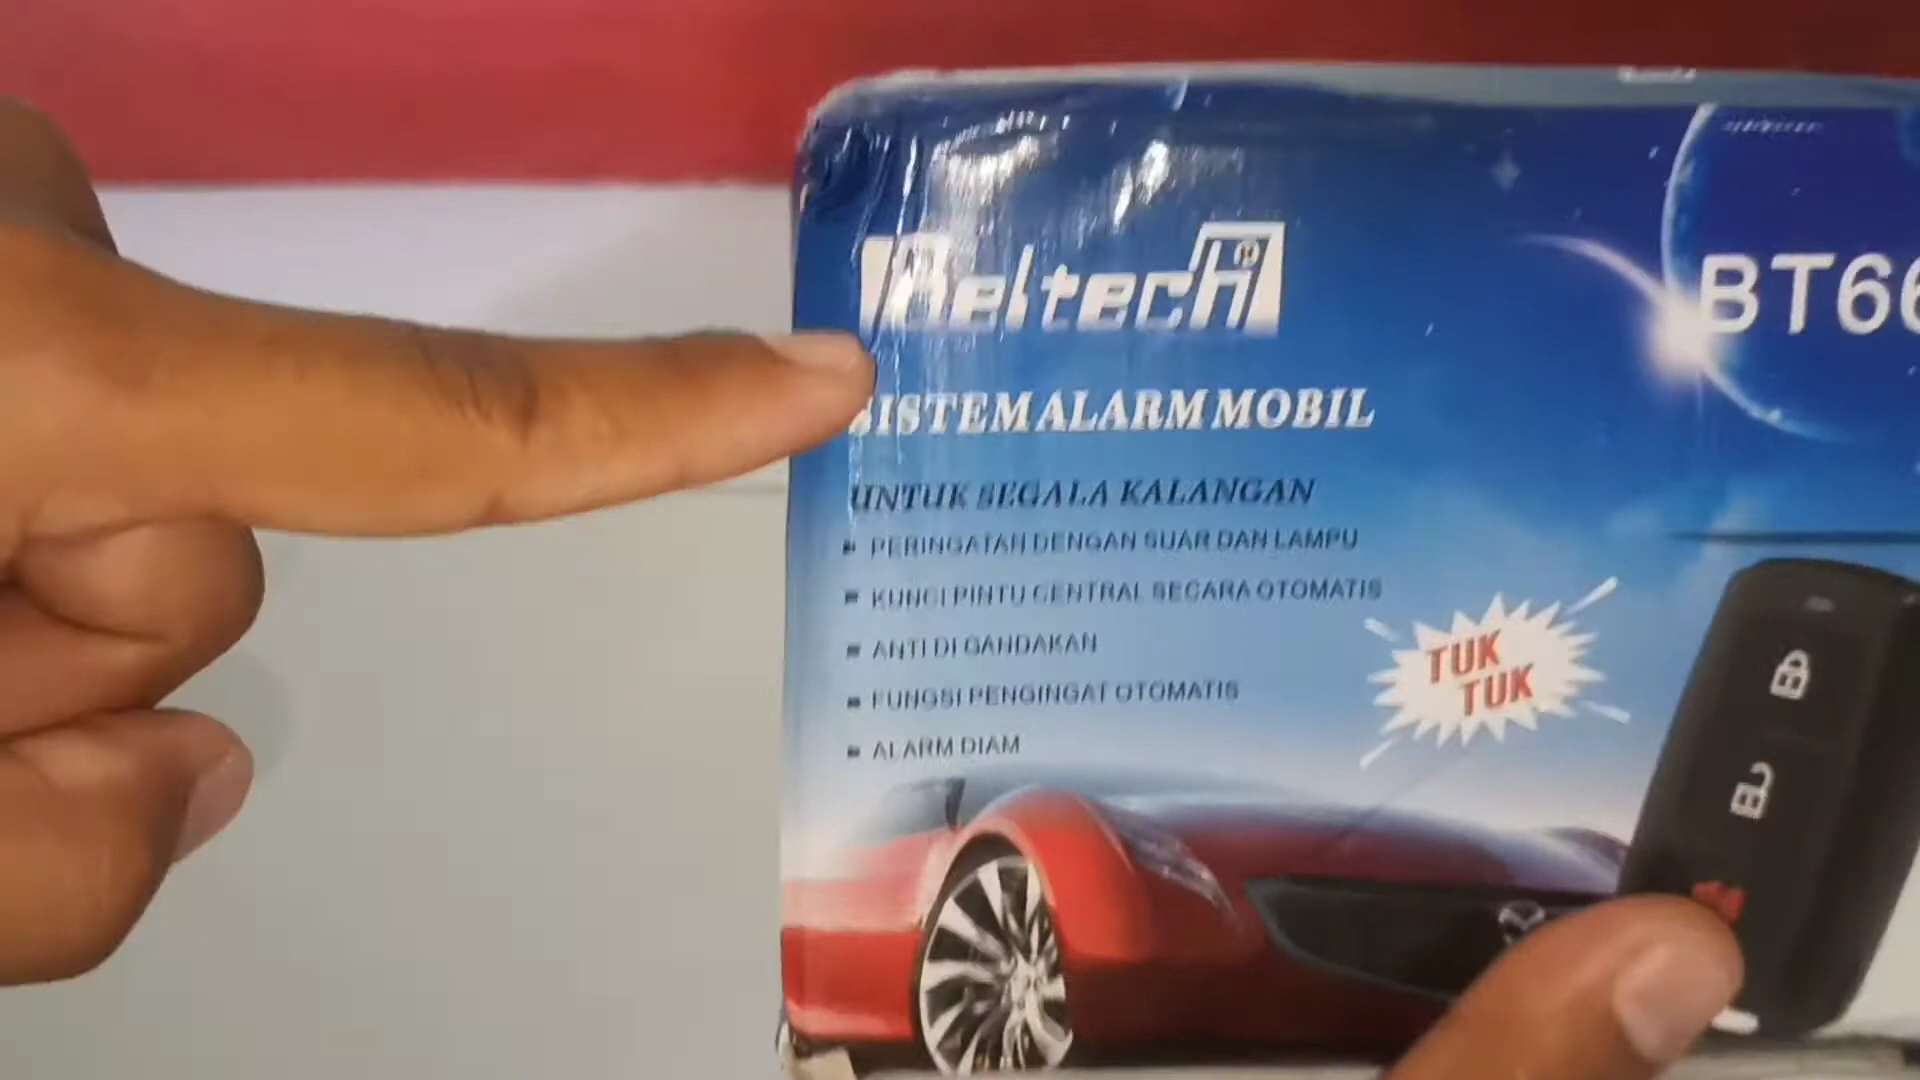 Beltech
BT66
SISTEM ALARM MOBIL
UNTUK SEGALA KALANGAN
PERINGATAN DENGAN SUAR DAN LAMPU
KUNCI PINTU CENTRAL SECARA OTOMATIS
ANTI DI GANDAKAN
FUNGSI PENGINGAT OTOMATIS
ALARM DIAM
TUK
TUK